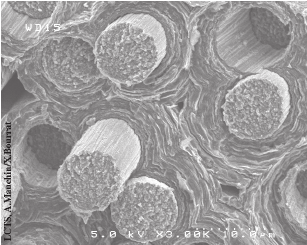 WD15
LCTS, A.Mauchin/X.Bourrat
5.0 kV X3.00K 10.0µm